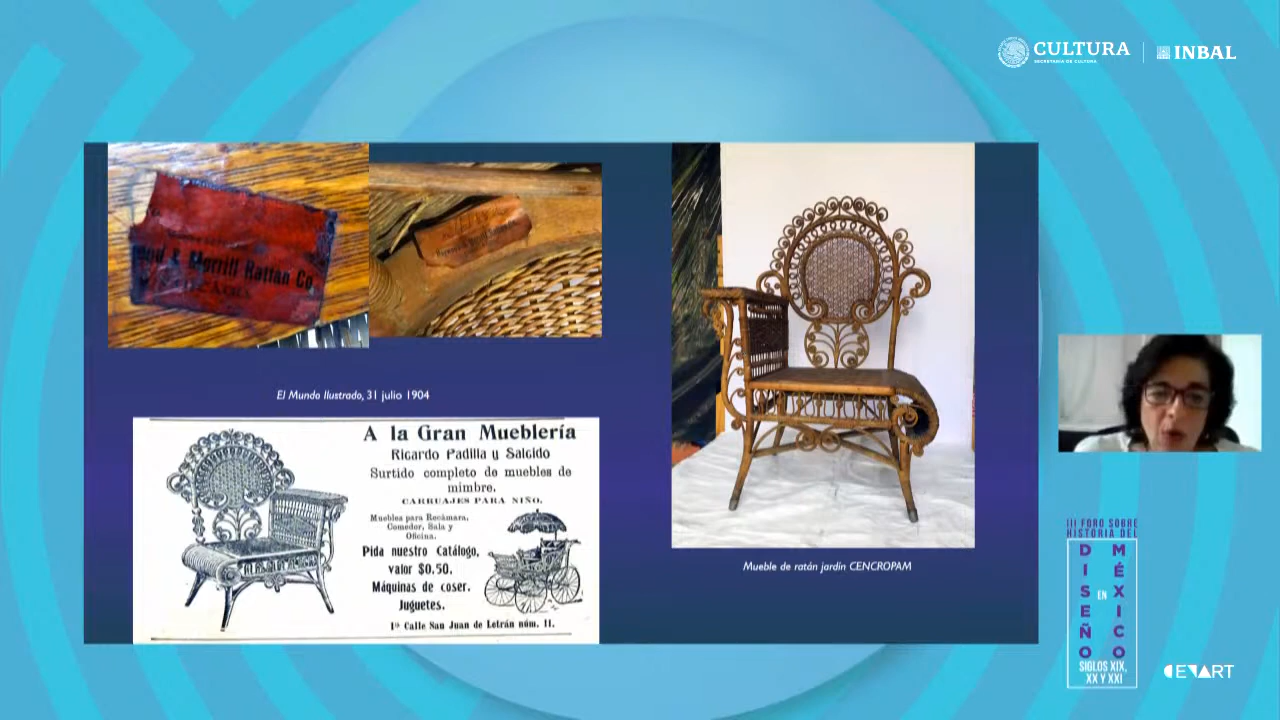 CULTURA
SECRETARÍA DE CULTURA
INBAL
& Morrill Rattan Co
El Mundo Ilustrado, 31 julio 1904
A la Gran Mueblería
Ricardo Padilla y Salcido
Surtido completo de muebles de
mimbre.
CARRUAJES PARA NIÑO.
Muebles para Recámara,
Comedor, Sala y
Oficina.
Pida nuestro Catálogo,
valor $0.50.
Máquinas de coser.
Juguetes.
1ª Calle San Juan de Letrán núm. 11.
Mueble de ratán jardín CENCROPAM
III FORO SOBRE
HISTORIA DEL
DISEÑO
EN
MÉXICO
SIGLOS XIX,
XX Y XXI
CENART